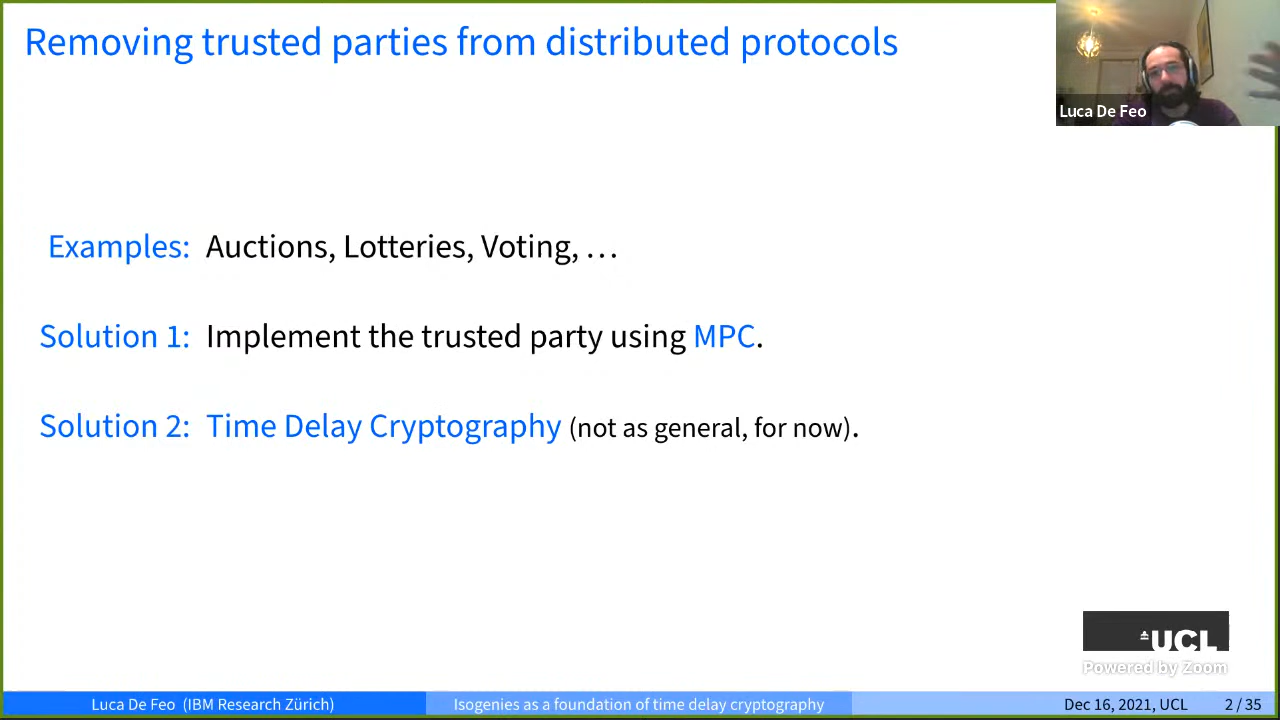 Removing trusted parties from distributed protocols
Luca De Feo
Examples: Auctions, Lotteries, Voting, …
Solution 1: Implement the trusted party using MPC.
Solution 2: Time Delay Cryptography (not as general, for now).
UCL
Powered by Zoom
Luca De Feo (IBM Research Zürich) Isogenies as a foundation of time delay cryptography Dec 16, 2021, UCL 2 / 35